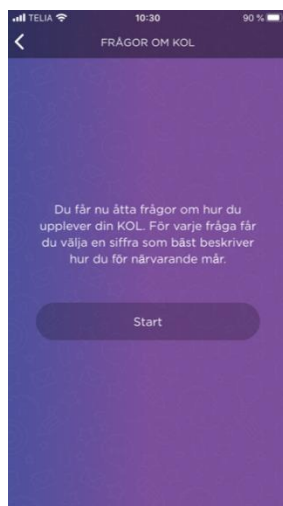 TELIA 10:30 90 %
FRÅGOR OM KOL
Du får nu åtta frågor om hur du
upplever din KOL. För varje fråga får
du välja en siffra som bäst beskriver
hur du för närvarande mår.
Start